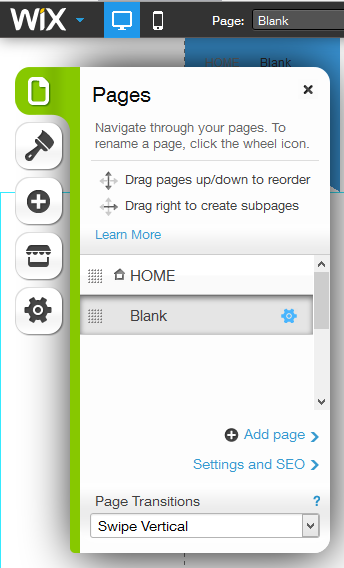 WiX
Page: Blank
HOME Blank
Pages
Navigate through your pages. To
rename a page, click the wheel icon.
Drag pages up/down to reorder
Drag right to create subpages
Learn More
HOME
Blank
Add page
Settings and SEO
Page Transitions ?
Swipe Vertical